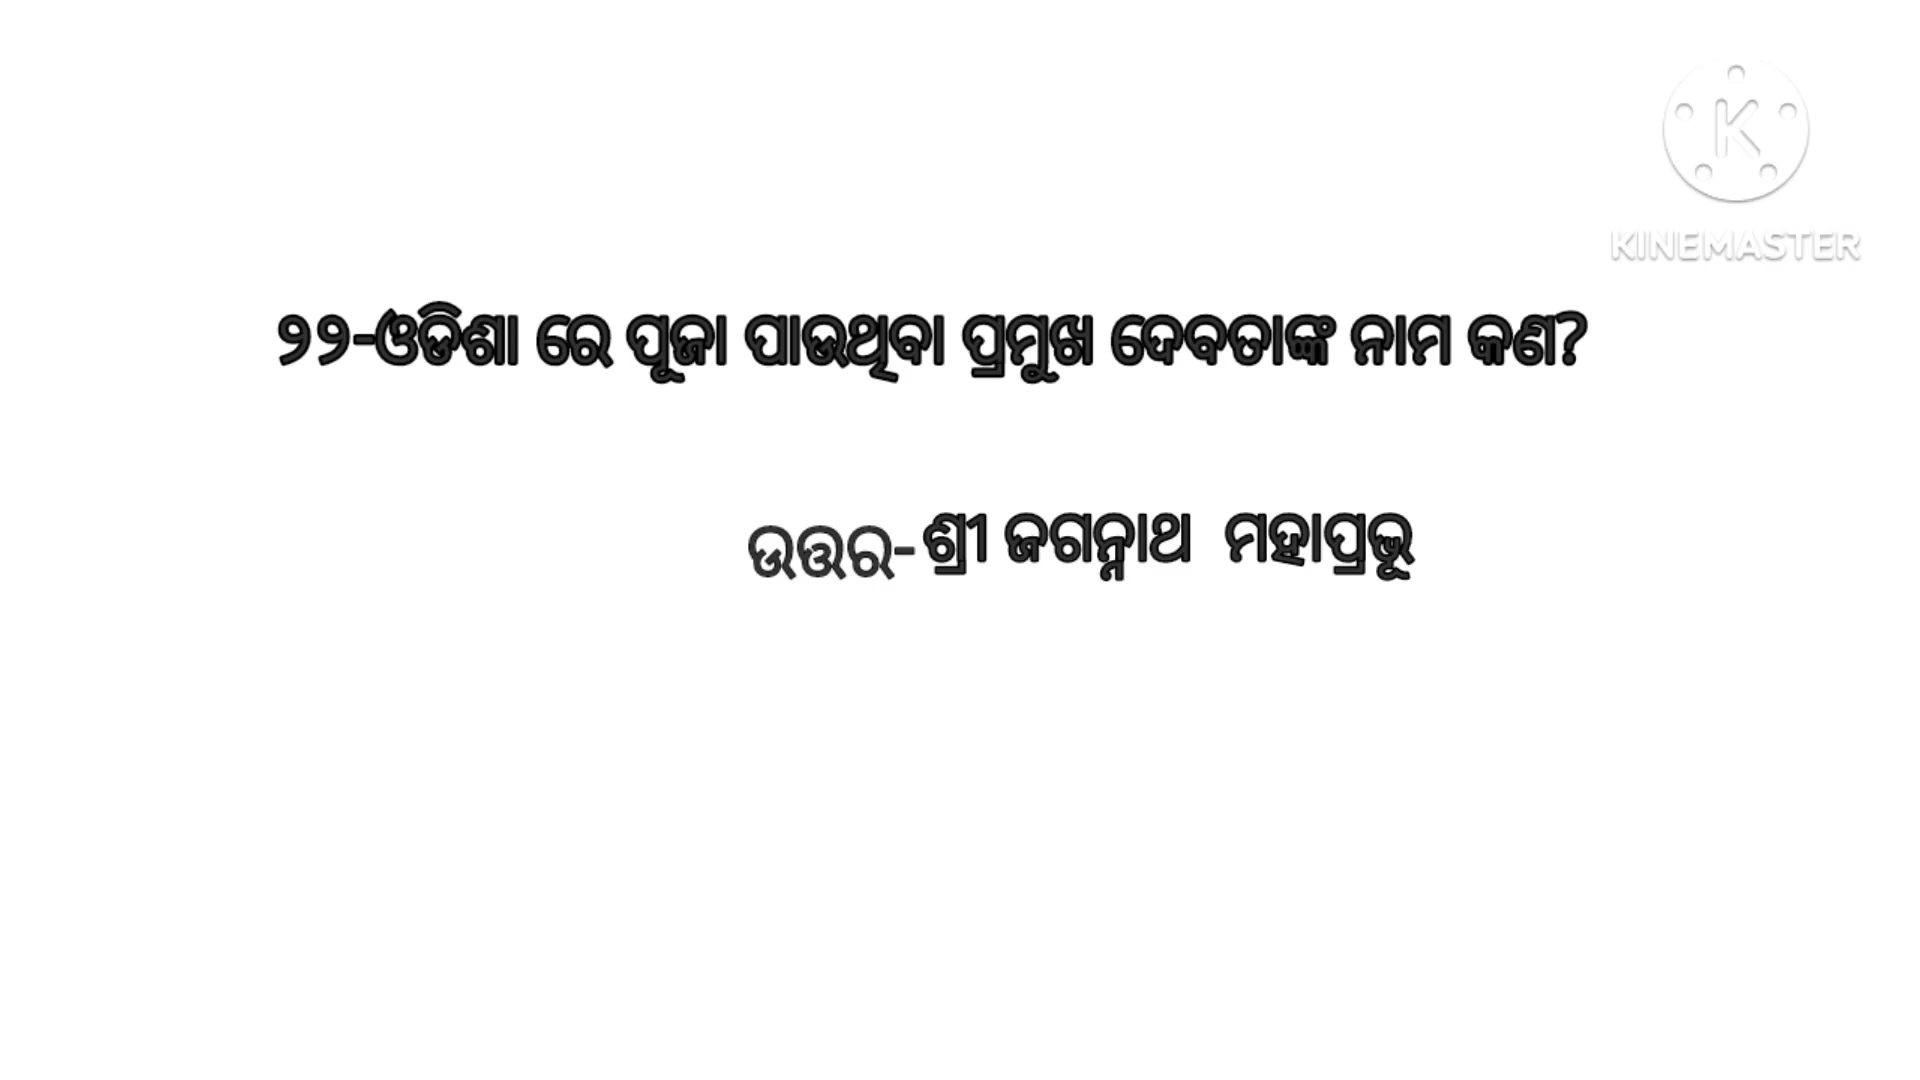 KINEMASTER
୨୨-ଓଡିଶା ରେ ପୂଜା ପାଉଥିବା ପ୍ରମୁଖ ଦେବତାଙ୍କ ନାମ କଣ?
ଉତ୍ତର- ଶ୍ରୀ ଜଗନ୍ନାଥ ମହାପ୍ରଭୂ